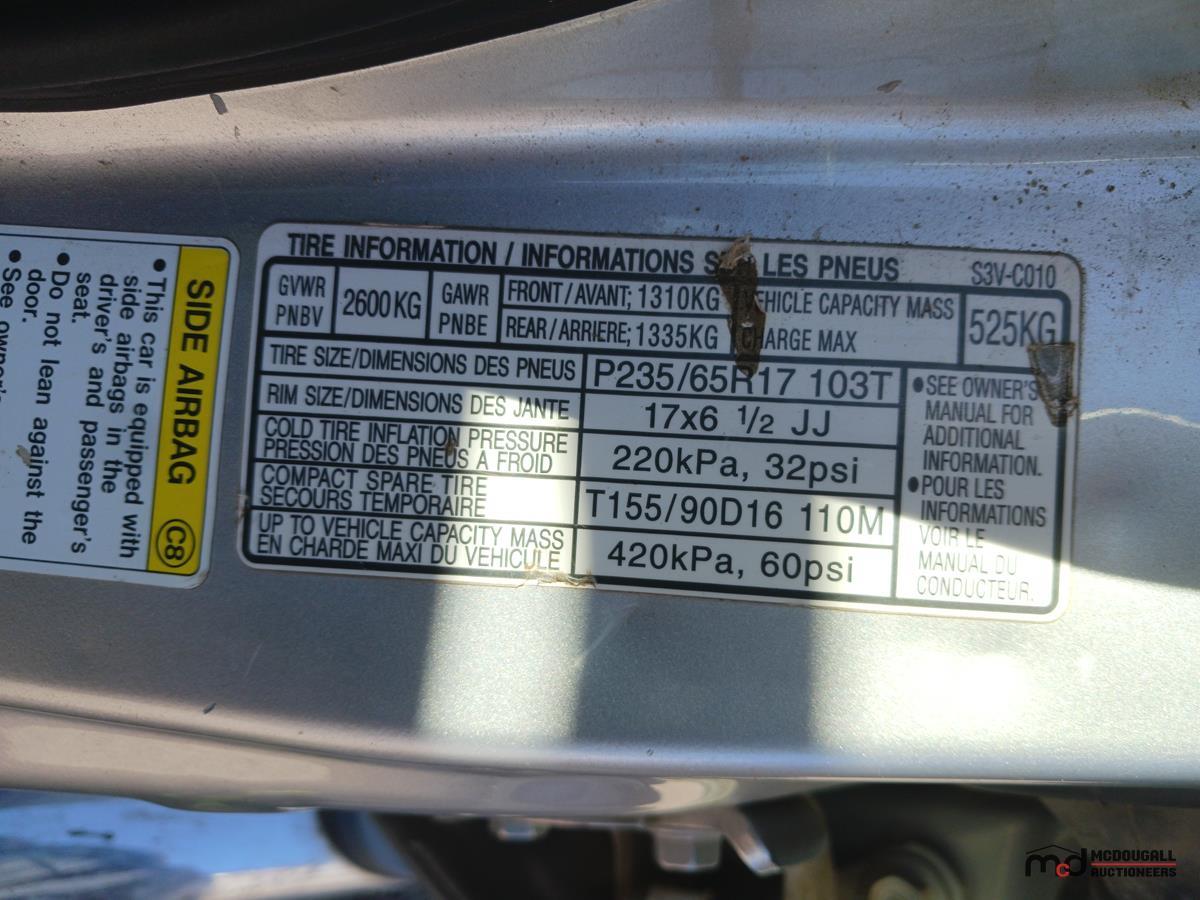 TIRE INFORMATION / INFORMATIONS LES PNEUS S3V-C010
GVWR
PNBV
2600KG
GAWR
PNBE
FRONT/AVANT; 1310KG
REAR/ARRIERE; 1335KG
VEHICLE CAPACITY MASS
CHARGE MAX
525KG
TIRE SIZE/DIMENSIONS DES PNEUS P235/65R17 103T
RIM SIZE/DIMENSIONS DES JANTE 17x6 1/2 JJ
COLD TIRE INFLATION PRESSURE
PRESSION DES PNEUS A FROID
220kPa, 32psi
COMPACT SPARE TIRE
SECOURS TEMPORAIRE
T155/90D16 110M
UP TO VEHICLE CAPACITY MASS
EN CHARGE MAXI DU VEHICULE
420kPa, 60psi
• SEE OWNER'S
MANUAL FOR
ADDITIONAL
INFORMATION.
• POUR LES
INFORMATIONS
VOIR LE
MANUAL DU
CONDUCTEUR.
SIDE AIRBAG C8
• This car is equipped with
side airbags in the
driver's and passenger's
seat.
• Do not lean against the
door.
• See owner's
mcd MCDOUGALL
AUCTIONEERS